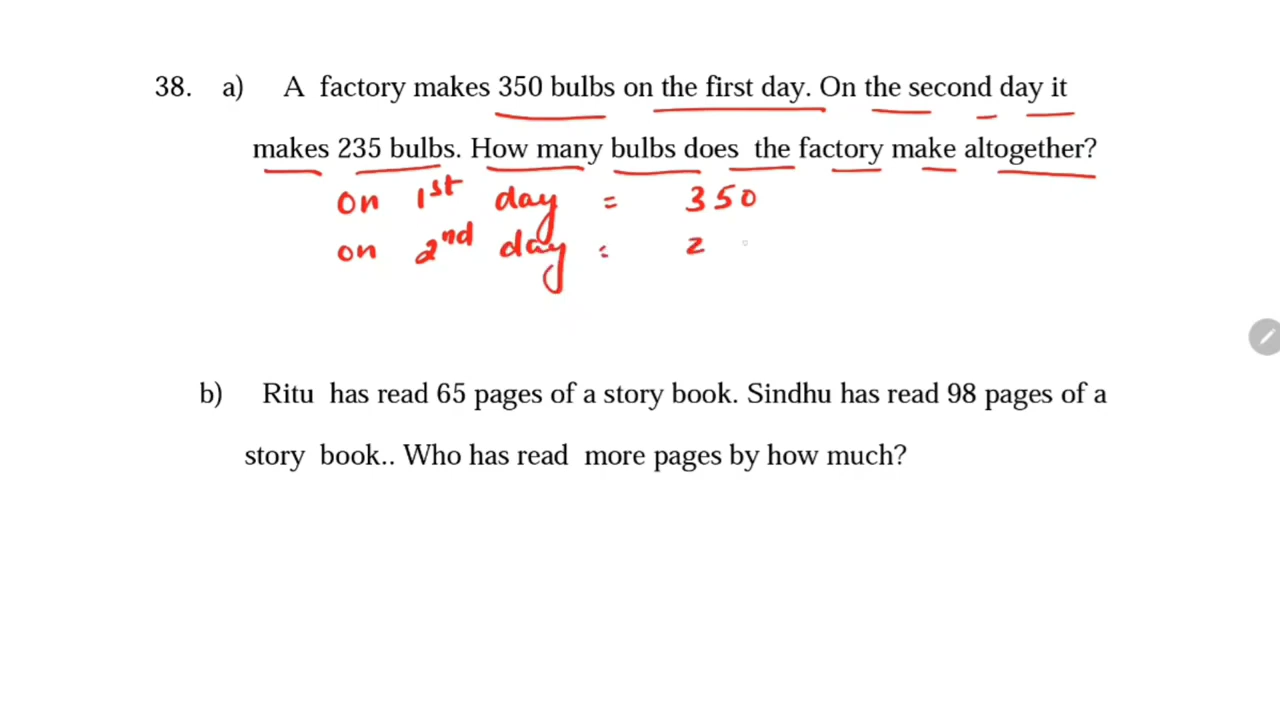 38. a) A factory makes 350 bulbs on the first day. On the second day it
makes 235 bulbs. How many bulbs does the factory make altogether?
on 1st day = 350
on 2nd day = 2
b) Ritu has read 65 pages of a story book. Sindhu has read 98 pages of a
story book.. Who has read more pages by how much?